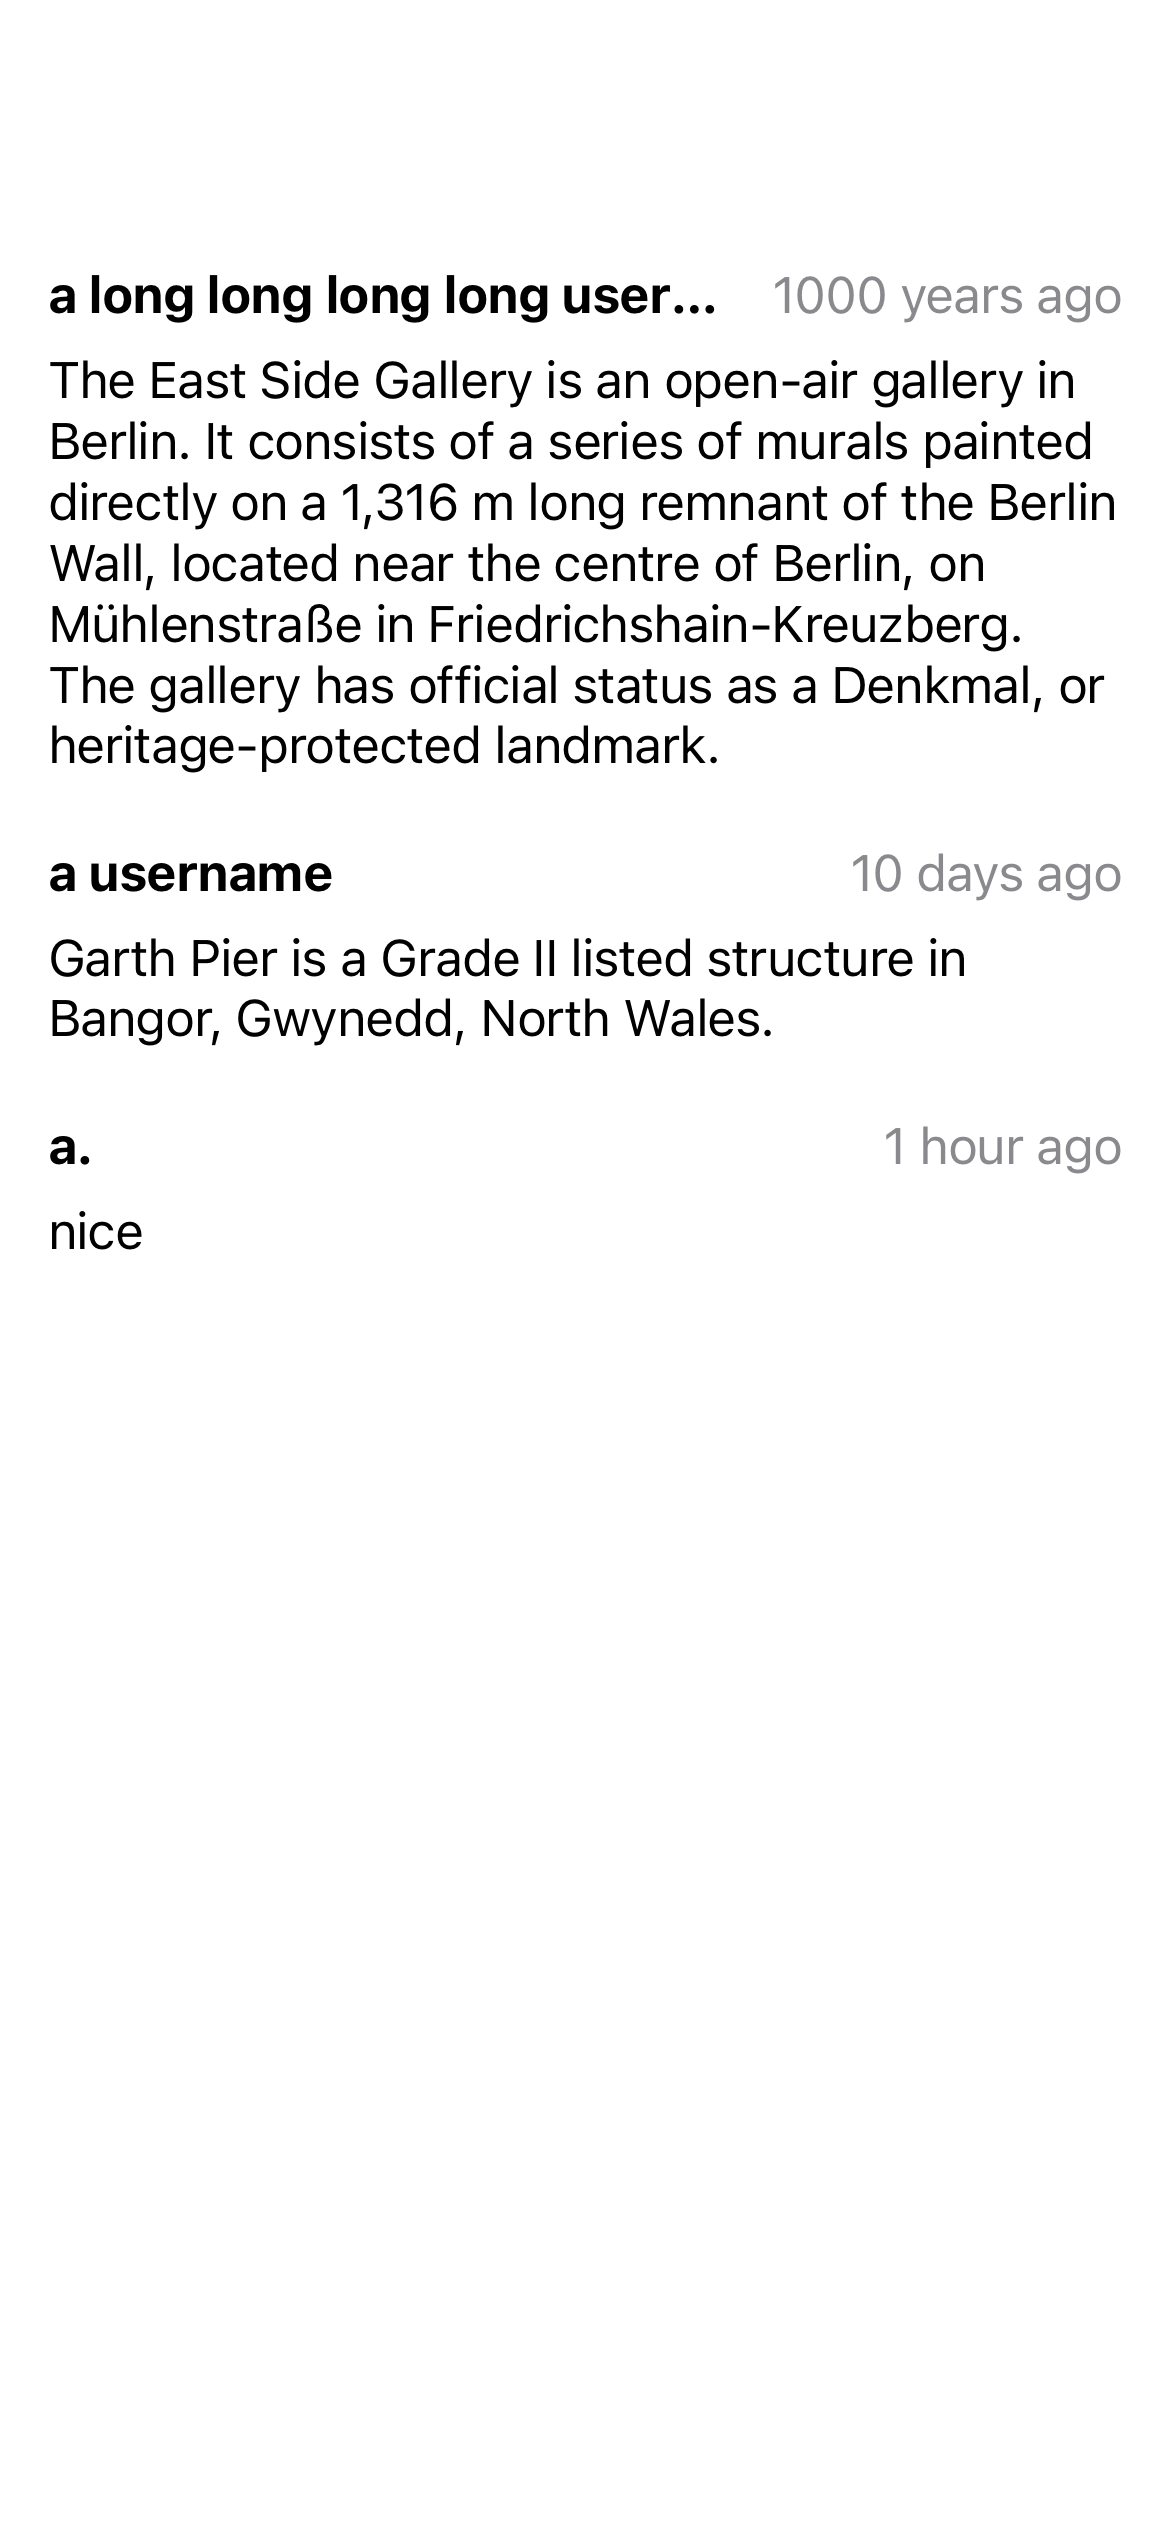 a long long long long user...
1000 years ago
The East Side Gallery is an open-air gallery in
Berlin. It consists of a series of murals painted
directly on a 1,316 m long remnant of the Berlin
Wall, located near the centre of Berlin, on
Mühlenstraße in Friedrichshain-Kreuzberg.
The gallery has official status as a Denkmal, or
heritage-protected landmark.
a username
10 days ago
Garth Pier is a Grade II listed structure in
Bangor, Gwynedd, North Wales.
a.
1 hour ago
nice